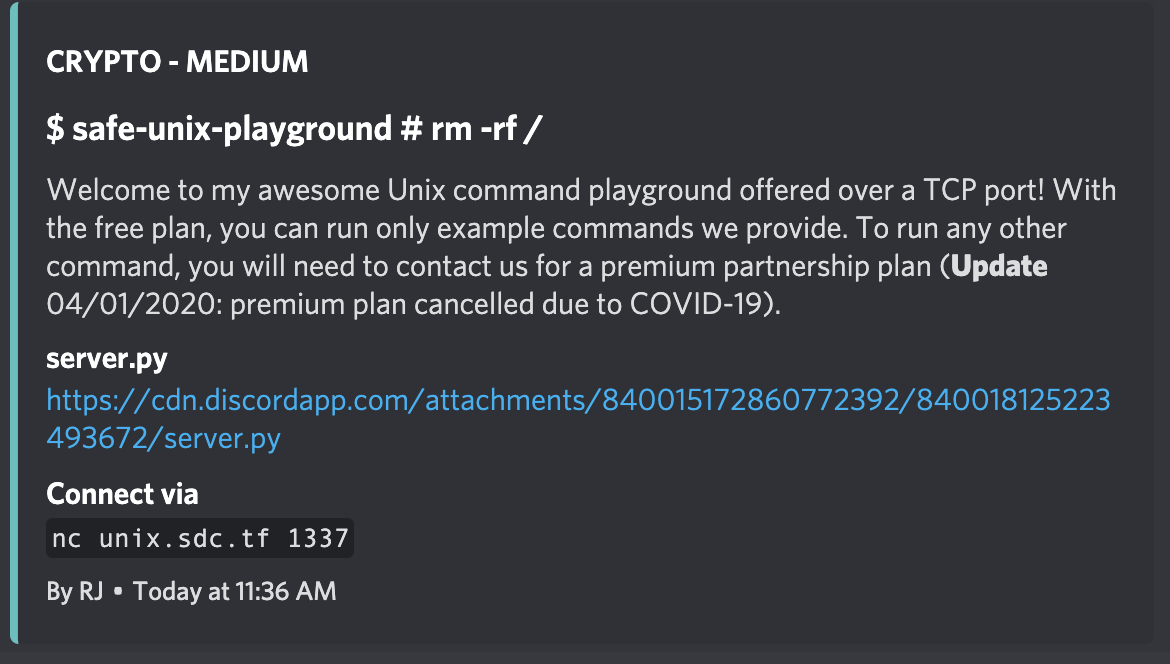 CRYPTO - MEDIUM
$ safe-unix-playground # rm -rf /
Welcome to my awesome Unix command playground offered over a TCP port! With
the free plan, you can run only example commands we provide. To run any other
command, you will need to contact us for a premium partnership plan (Update
04/01/2020: premium plan cancelled due to COVID-19).
server.py
https://cdn.discordapp.com/attachments/840015172860772392/840018125223
493672/server.py
Connect via
nc unix.sdc.tf 1337
By RJ • Today at 11:36 AM